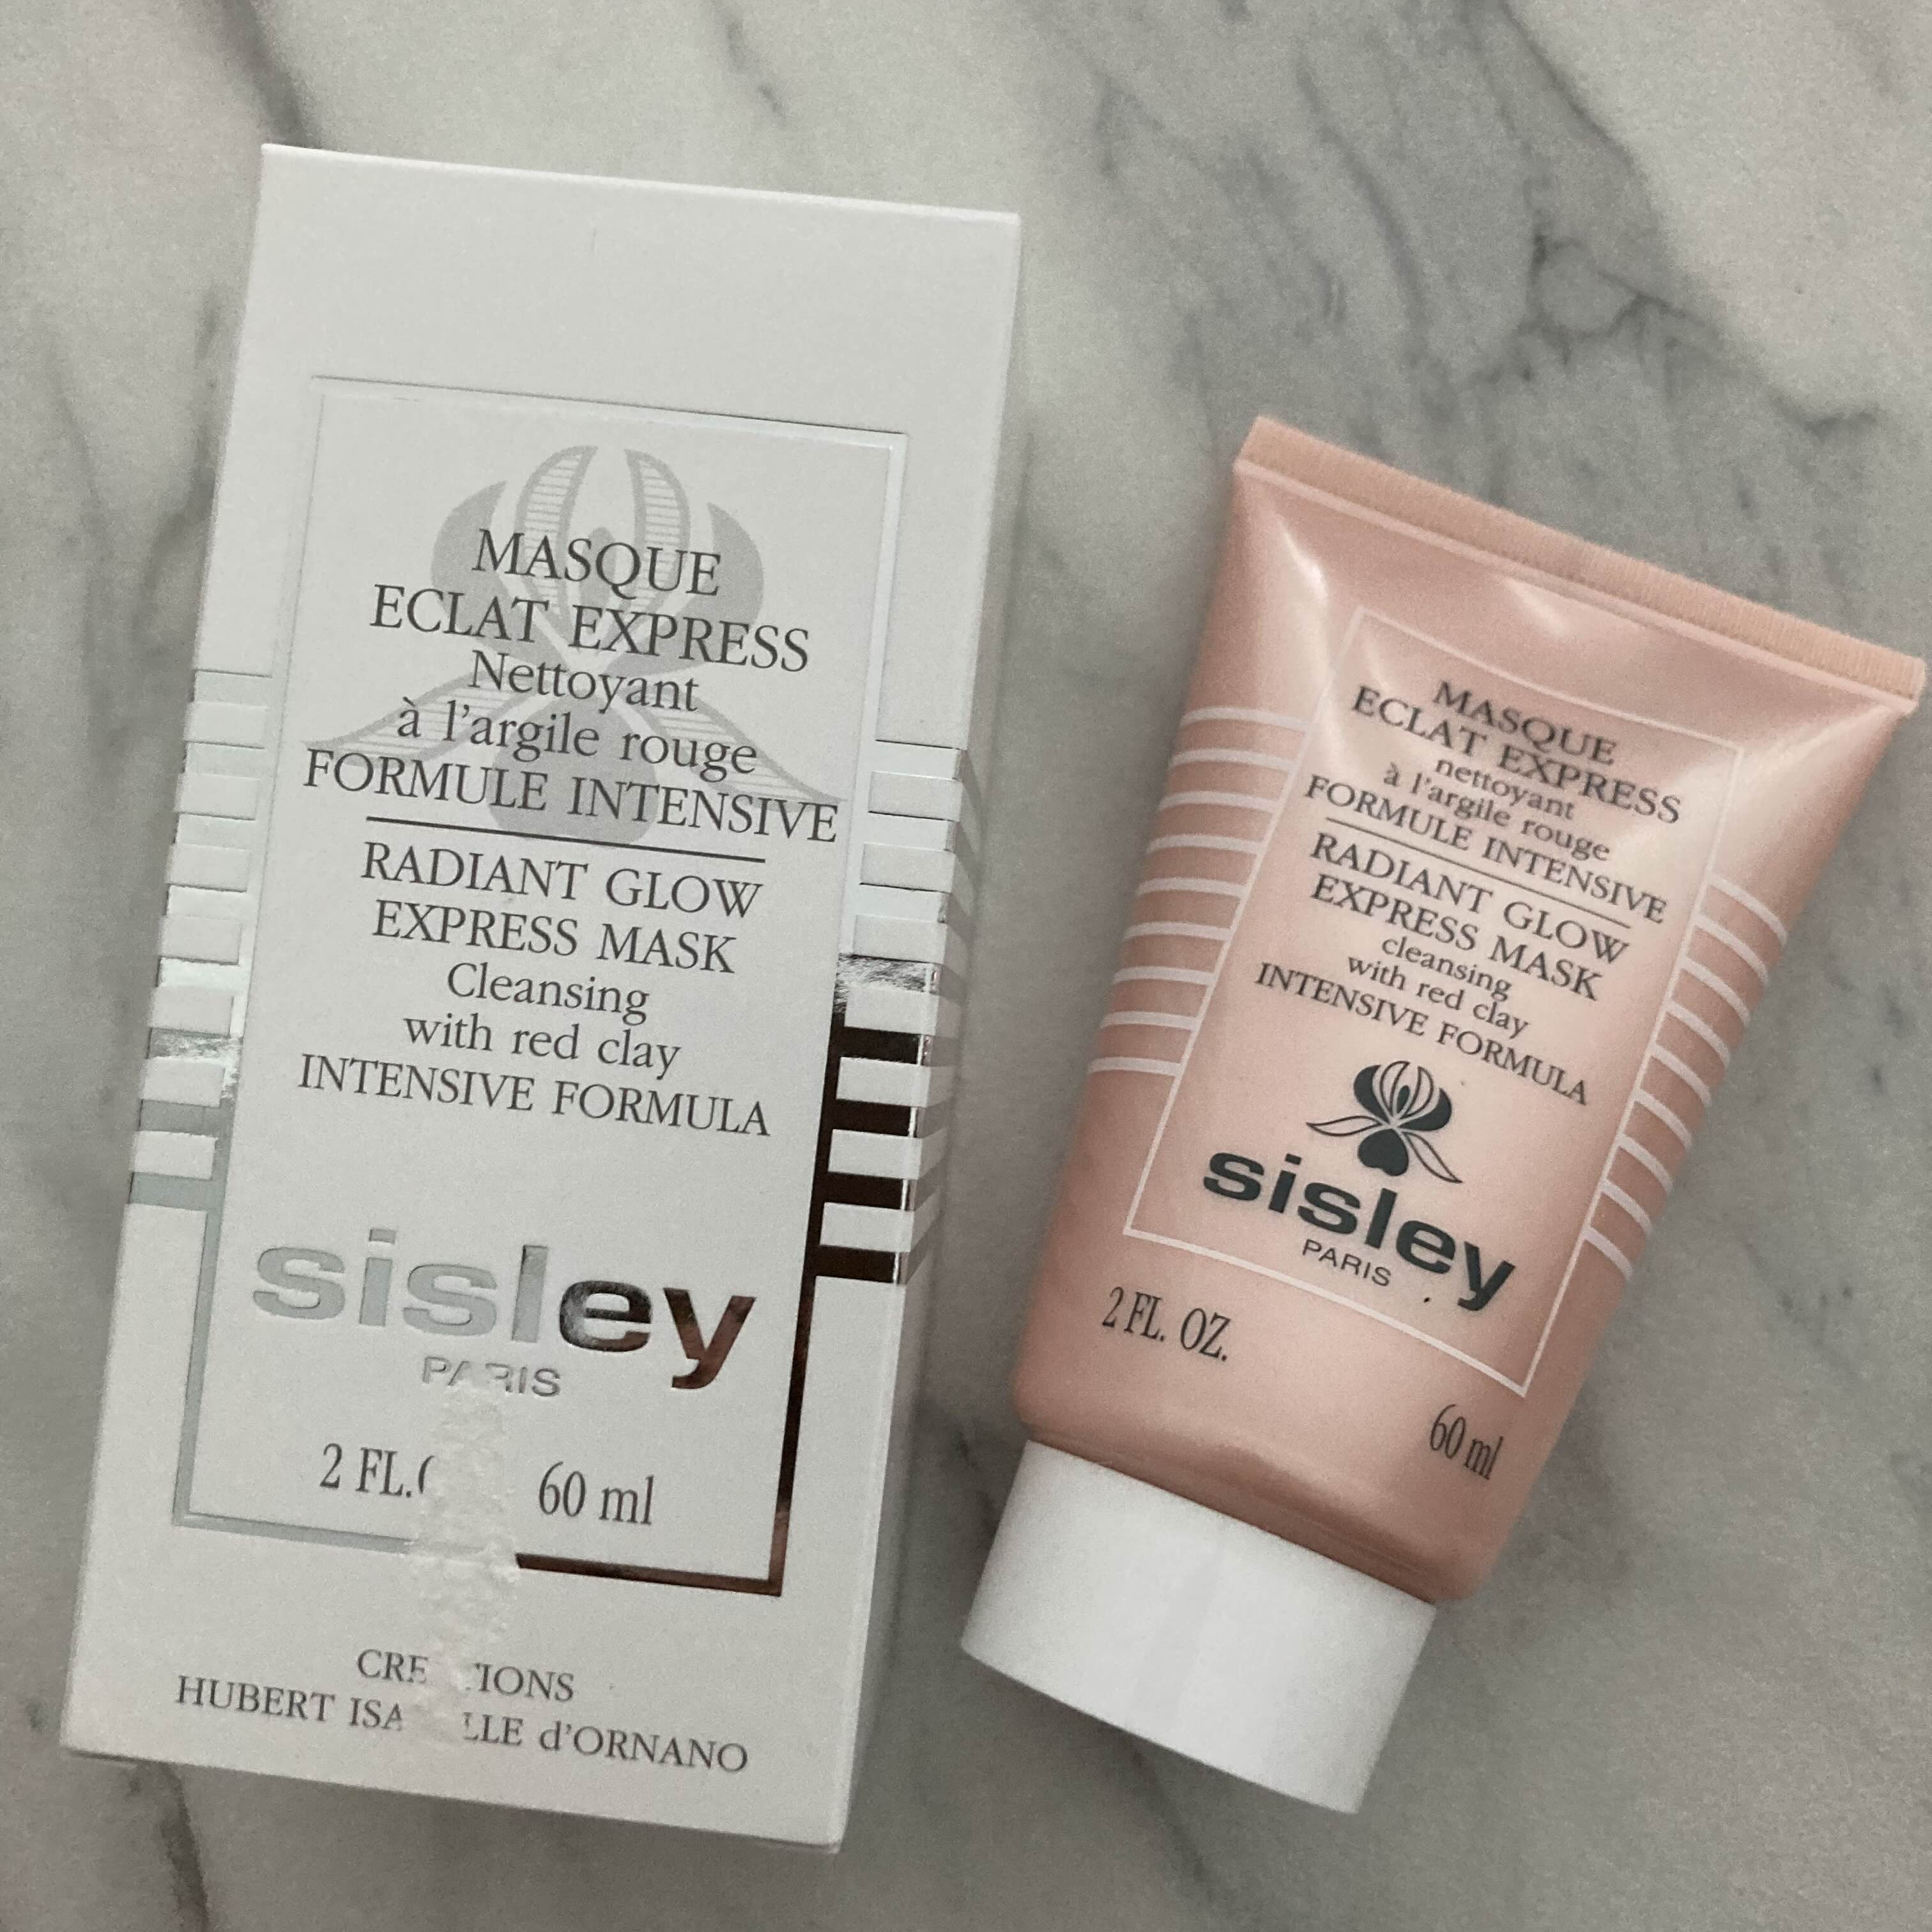 MASQUE
ECLAT EXPRESS
Nettoyant
à l'argile rouge
FORMULE INTENSIVE
RADIANT GLOW
EXPRESS MASK
Cleansing
with red clay
INTENSIVE FORMULA
sisley
PARIS
2 FL. 60 ml
HUBERT d'ORNANO
MASQUE
ECLAT EXPRESS
nettoyant
à l'argile rouge
FORMULE INTENSIVE
RADIANT GLOW
EXPRESS MASK
cleansing
with red clay
INTENSIVE FORMULA
sisley
PARIS
2 FL. OZ.
60 ml